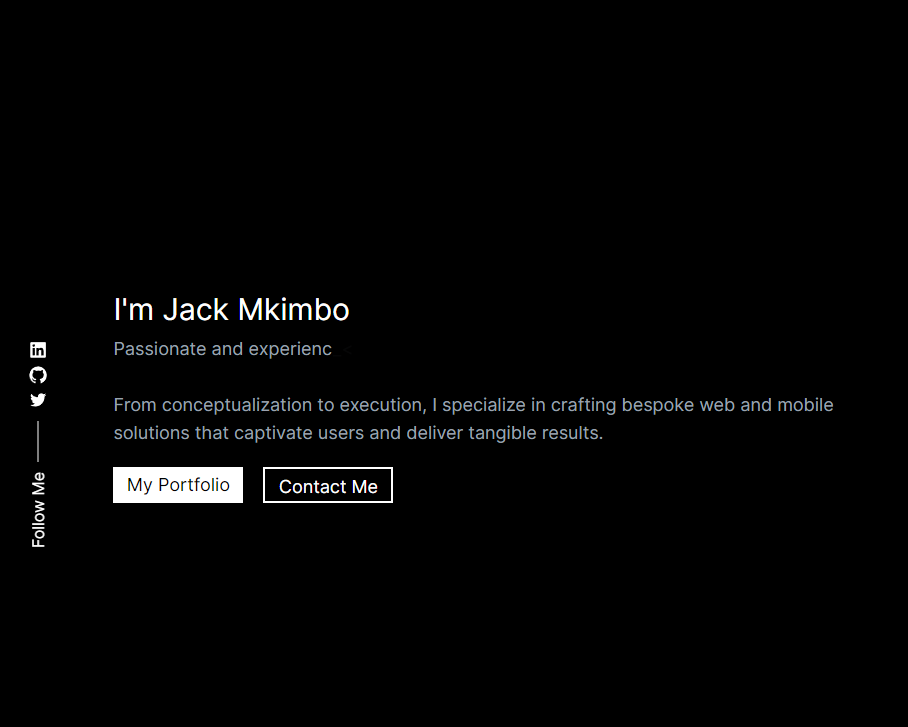 I'm Jack Mkimbo
Passionate and experienc
From conceptualization to execution, I specialize in crafting bespoke web and mobile
solutions that captivate users and deliver tangible results.
My Portfolio
Contact Me
Follow Me